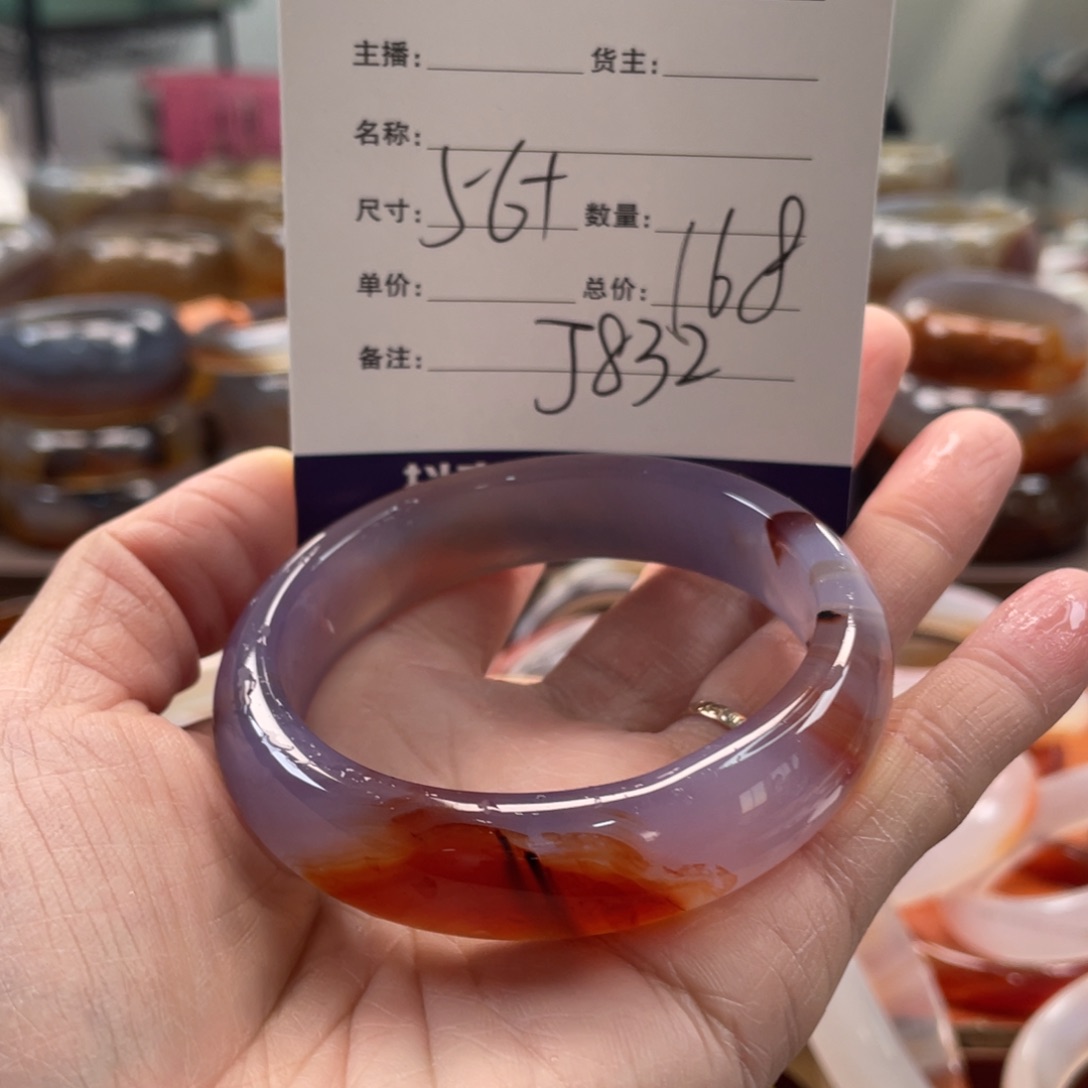 主播： 货主：
名称：
尺寸：56+ 数量：
单价： 总价：168
备注：J832